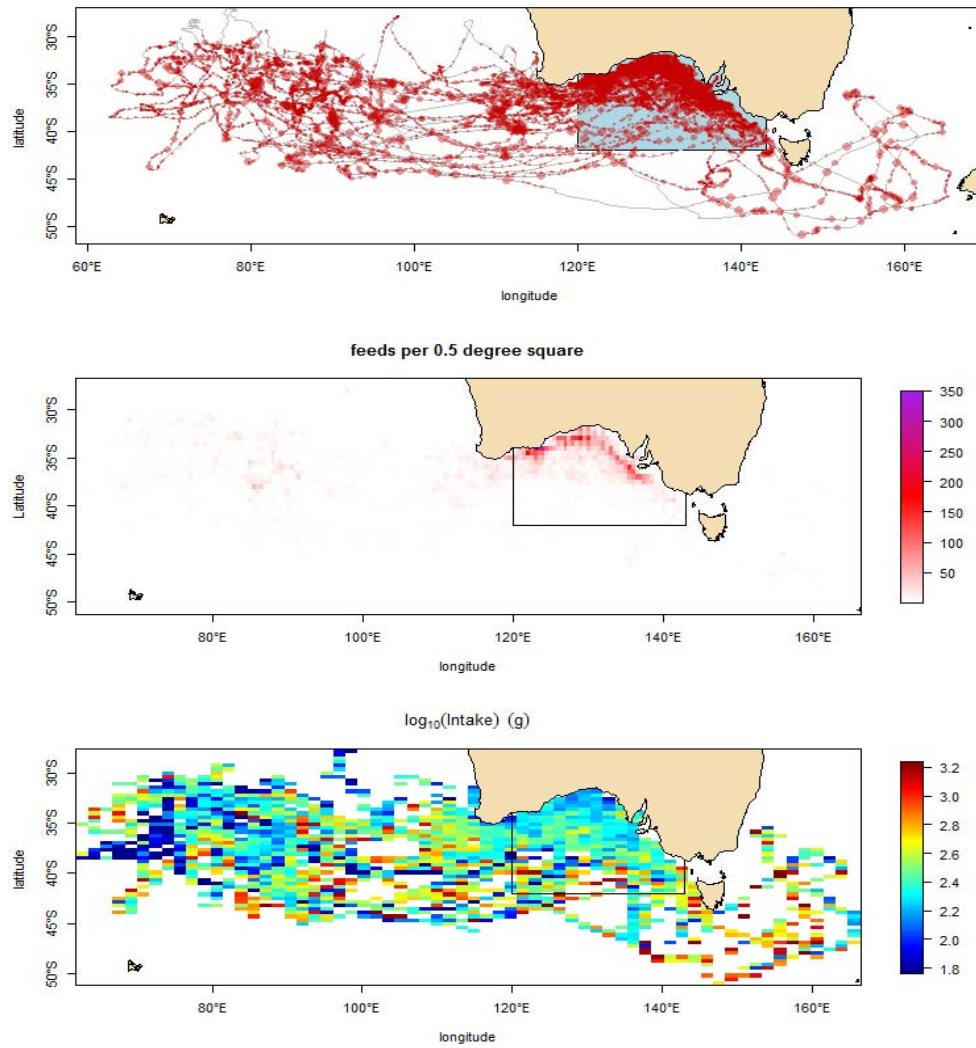 30°S
35°S
40°S
45°S
50°S
latitude
60°E 80°E 100°E 120°E 140°E 160°E
longitude
feeds per 0.5 degree square
30°S
35°S
40°S
45°S
50°S
Latitude
80°E 100°E 120°E 140°E 160°E
longitude
350
300
250
200
150
100
50
log₁₀(Intake) (g)
30°S
35°S
40°S
45°S
50°S
latitude
80°E 100°E 120°E 140°E 160°E
longitude
3.2
3.0
2.8
2.6
2.4
2.2
2.0
1.8